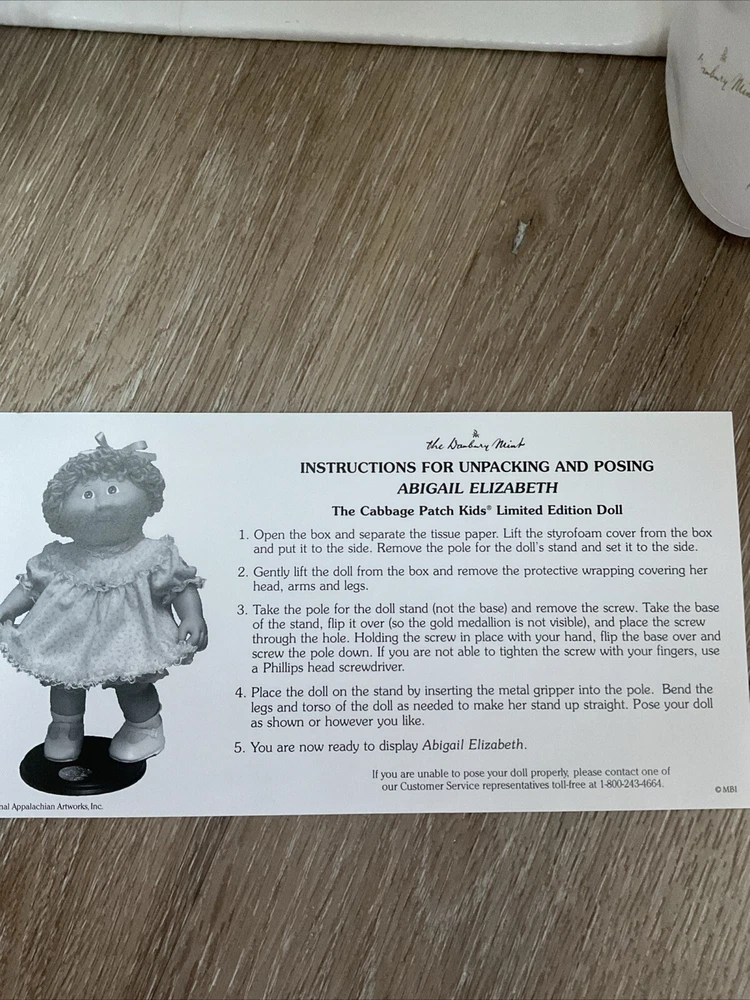 The
Danbury Min
The
the Danbury Mint
INSTRUCTIONS FOR UNPACKING AND POSING
ABIGAIL ELIZABETH
The Cabbage Patch Kids® Limited Edition Doll
1. Open the box and separate the tissue paper. Lift the styrofoam cover from the box
and put it to the side. Remove the pole for the doll's stand and set it to the side.
2. Gently lift the doll from the box and remove the protective wrapping covering her
head, arms and legs.
3. Take the pole for the doll stand (not the base) and remove the screw. Take the base
of the stand, flip it over (so the gold medallion is not visible), and place the screw
through the hole. Holding the screw in place with your hand, flip the base over and
screw the pole down. If you are not able to tighten the screw with your fingers, use
a Phillips head screwdriver.
4. Place the doll on the stand by inserting the metal gripper into the pole. Bend the
legs and torso of the doll as needed to make her stand up straight. Pose your doll
as shown or however you like.
5. You are now ready to display Abigail Elizabeth.
If you are unable to pose your doll properly, please contact one of
our Customer Service representatives toll-free at 1-800-243-4664.
© MBI
nal Appalachian Artworks, Inc.